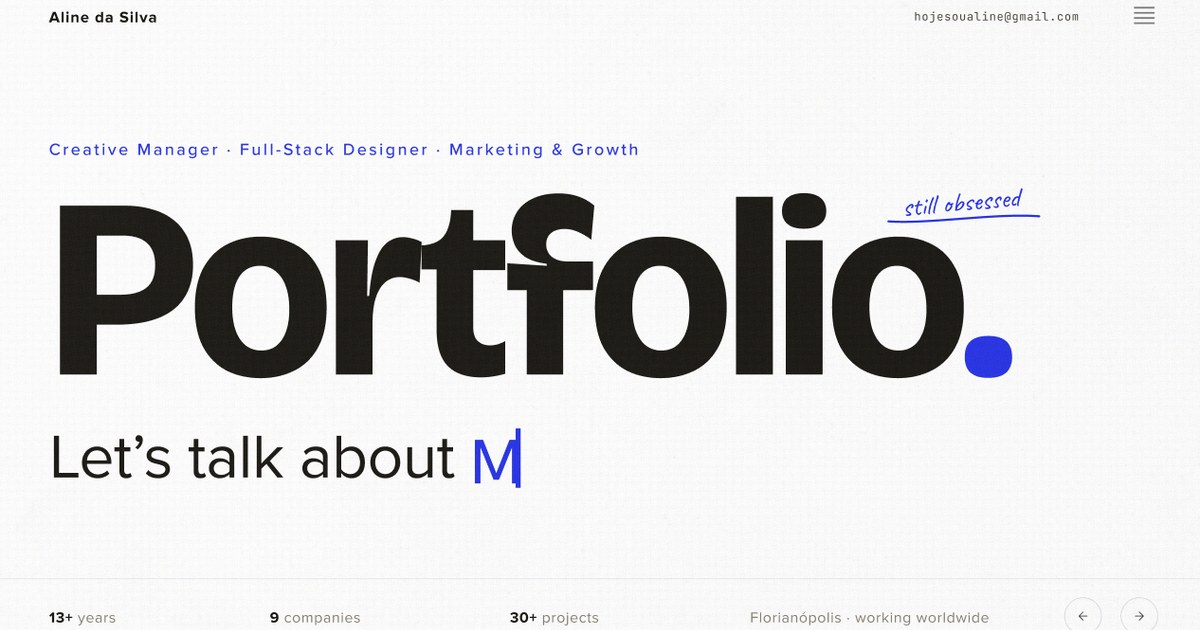 Aline da Silva
hojesoualine@gmail.com
Creative Manager · Full-Stack Designer · Marketing & Growth
still obsessed
Portfolio.
Let’s talk about M
13+ years
9 companies
30+ projects
Florianópolis · working worldwide